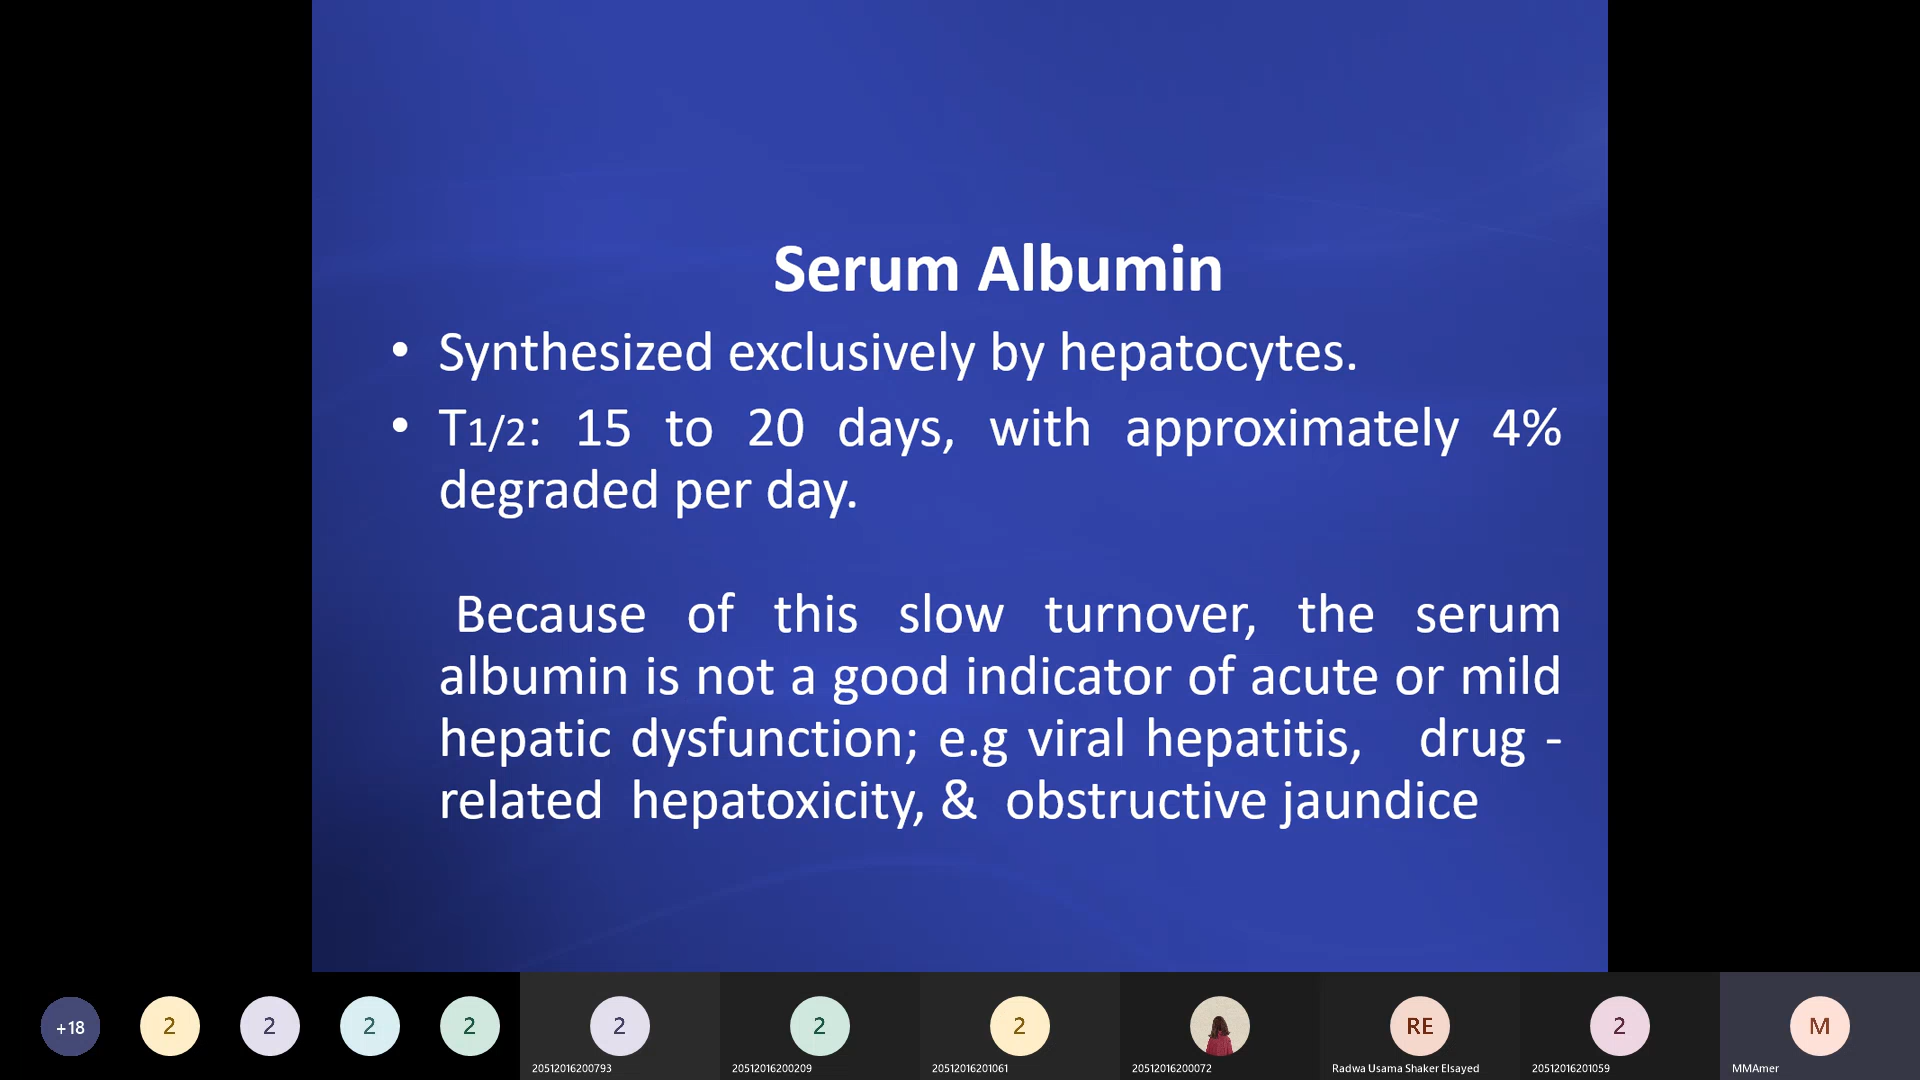 Serum Albumin
• Synthesized exclusively by hepatocytes.
• T1/2: 15 to 20 days, with approximately 4%
degraded per day.
Because of this slow turnover, the serum
albumin is not a good indicator of acute or mild
hepatic dysfunction; e.g viral hepatitis, drug -
related hepatoxicity, & obstructive jaundice
+18
2
2
2
2
2
2
2
RE
2
M
20512016200793
20512016200209
20512016201061
20512016200072
Radwa Usama Shaker Elsayed
20512016201059
MMAmer